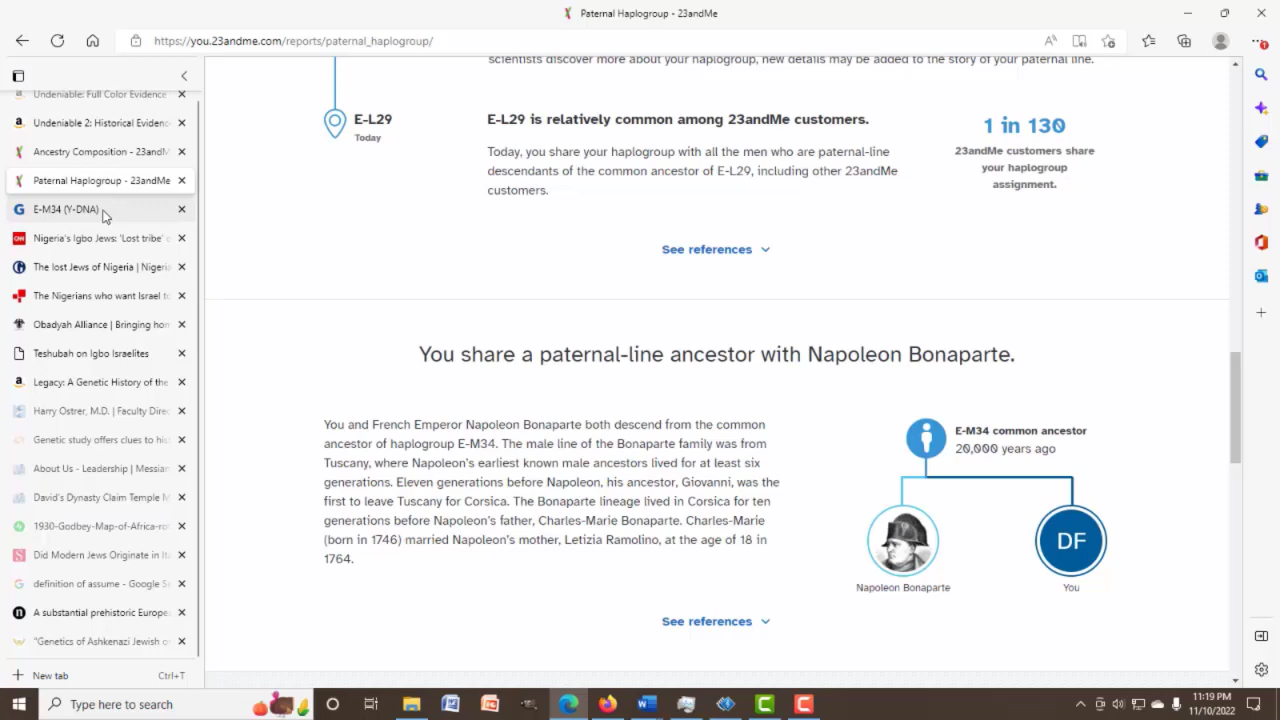 Paternal Haplogroup - 23andMe
https://you.23andme.com/reports/paternal_haplogroup/
Undeniable: Full Color Evidence
Undeniable 2: Historical Evidenc
Ancestry Composition - 23andM
Paternal Haplogroup - 23andMe
E-M34 (Y-DNA)
Nigeria's Igbo Jews: 'Lost tribe' o
The lost Jews of Nigeria | Nigeria
The Nigerians who want Israel to
Obadyah Alliance | Bringing hom
Teshubah on Igbo Israelites
Legacy: A Genetic History of the
Harry Ostrer, M.D. | Faculty Direc
Genetic study offers clues to his
About Us - Leadership | Messian
David's Dynasty Claim Temple M
1930-Godbey-Map-of-Africa-rot
Did Modern Jews Originate in Ita
definition of assume - Google Se
A substantial prehistoric Europea
"Genetics of Ashkenazi Jewish or
New tab
Ctrl+T
scientists discover more about your haplogroup, new details may be added to the story of your paternal line.
E-L29
Today
E-L29 is relatively common among 23andMe customers.
Today, you share your haplogroup with all the men who are paternal-line
descendants of the common ancestor of E-L29, including other 23andMe
customers.
1 in 130
23andMe customers share
your haplogroup
assignment.
See references
You share a paternal-line ancestor with Napoleon Bonaparte.
You and French Emperor Napoleon Bonaparte both descend from the common
ancestor of haplogroup E-M34. The male line of the Bonaparte family was from
Tuscany, where Napoleon's earliest known male ancestors lived for at least six
generations. Eleven generations before Napoleon, his ancestor, Giovanni, was the
first to leave Tuscany for Corsica. The Bonaparte lineage lived in Corsica for ten
generations before Napoleon's father, Charles-Marie Bonaparte. Charles-Marie
(born in 1746) married Napoleon's mother, Letizia Ramolino, at the age of 18 in
1764.
E-M34 common ancestor
20,000 years ago
DF
Napoleon Bonaparte
You
See references
Type here to search
11:19 PM
11/10/2022